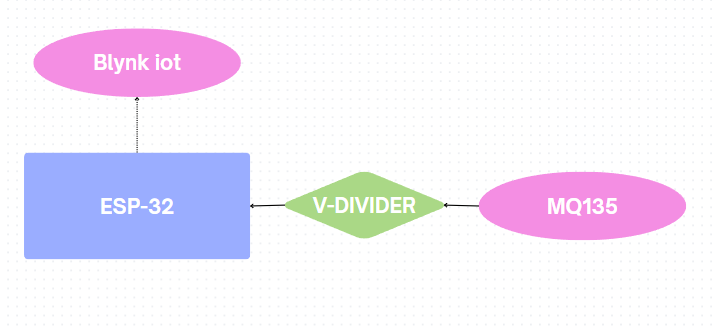 Blynk iot
ESP-32
V-DIVIDER
MQ135